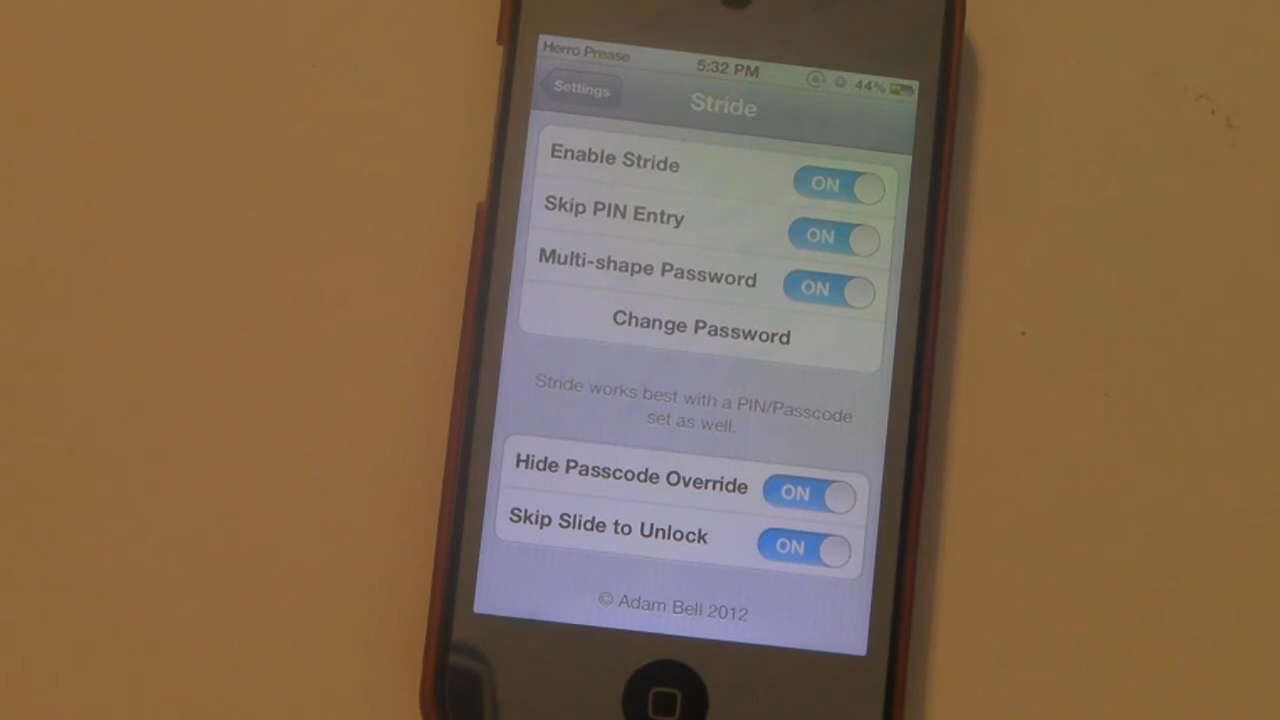 Herro Prease 5:32 PM 44%
Settings Stride
Enable Stride ON
Skip PIN Entry ON
Multi-shape Password ON
Change Password
Stride works best with a PIN/Passcode
set as well.
Hide Passcode Override ON
Skip Slide to Unlock ON
© Adam Bell 2012